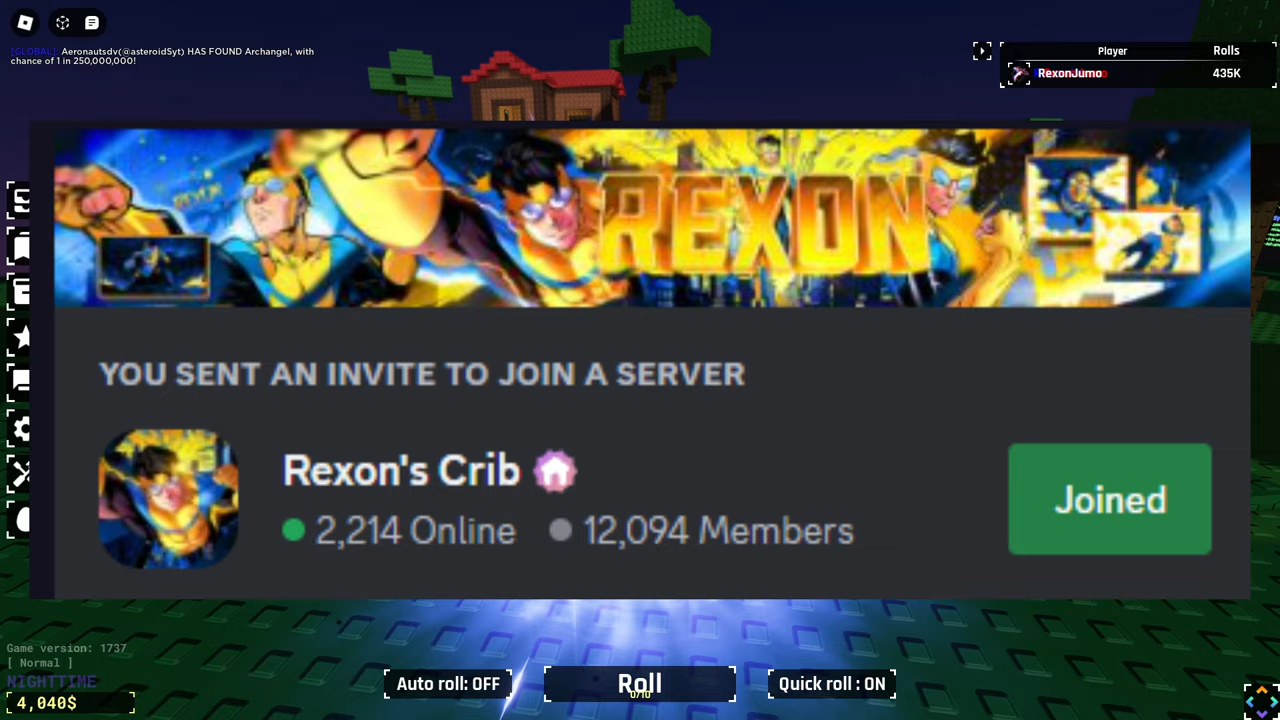 [GLOBAL]: Aeronautsdv(@asteroidSyt) HAS FOUND Archangel, with
chance of 1 in 250,000,000!
Player Rolls
RexonJumo 435K
REXON
YOU SENT AN INVITE TO JOIN A SERVER
Rexon's Crib
2,214 Online 12,094 Members
Joined
Game version: 1737
[ Normal ]
NIGHTTIME
4,040$
Auto roll: OFF
Roll
0/10
Quick roll : ON